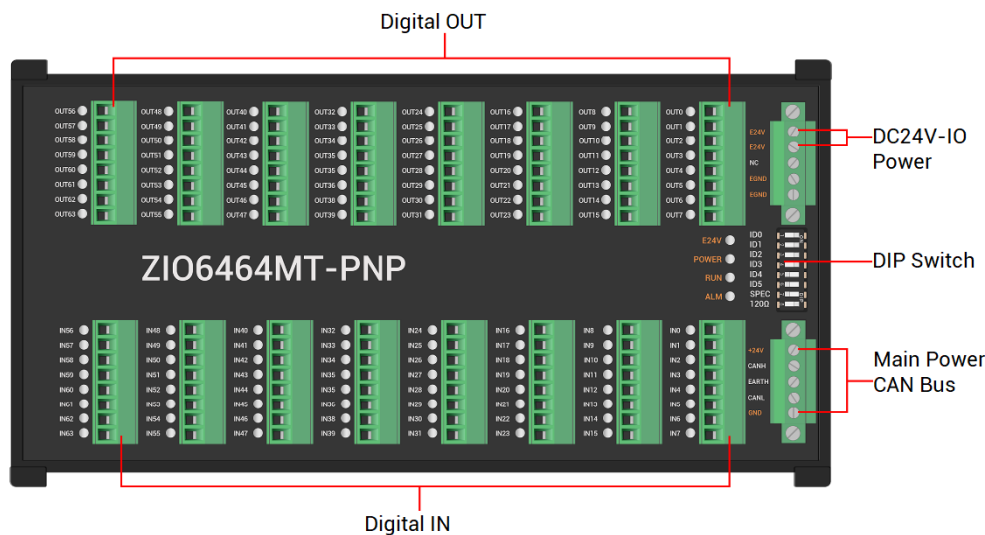 Digital OUT
OUT56 OUT48 OUT40 OUT32 OUT24 OUT16 OUT8 OUT0
OUT57 OUT49 OUT41 OUT33 OUT25 OUT17 OUT9 OUT1
OUT58 OUT50 OUT42 OUT34 OUT26 OUT18 OUT10 OUT2
OUT59 OUT51 OUT43 OUT35 OUT27 OUT19 OUT11 OUT3
OUT60 OUT52 OUT44 OUT35 OUT28 OUT20 OUT12 OUT4
OUT61 OUT53 OUT45 OUT36 OUT29 OUT21 OUT13 OUT5
OUT62 OUT54 OUT46 OUT38 OUT30 OUT22 OUT14 OUT6
OUT63 OUT55 OUT47 OUT39 OUT31 OUT23 OUT15 OUT7
E24V
E24V
NC
EGND
EGND
DC24V-IO
Power
ZIO6464MT-PNP
E24V
POWER
RUN
ALM
ID0
ID1
ID2
ID3
ID4
ID5
SPEC
120Ω
DIP Switch
IN56 IN48 IN40 IN32 IN24 IN16 IN8 IN0
IN57 IN49 IN41 IN33 IN25 IN17 IN9 IN1
IN58 IN50 IN42 IN34 IN26 IN18 IN10 IN2
IN59 IN51 IN43 IN35 IN27 IN19 IN11 IN3
IN60 IN52 IN44 IN35 IN28 IN20 IN12 IN4
IN61 IN53 IN45 IN36 IN29 IN21 IN13 IN5
IN62 IN54 IN46 IN38 IN30 IN22 IN14 IN6
IN63 IN55 IN47 IN39 IN31 IN23 IN15 IN7
+24V
CANH
EARTH
CANL
GND
Main Power
CAN Bus
Digital IN